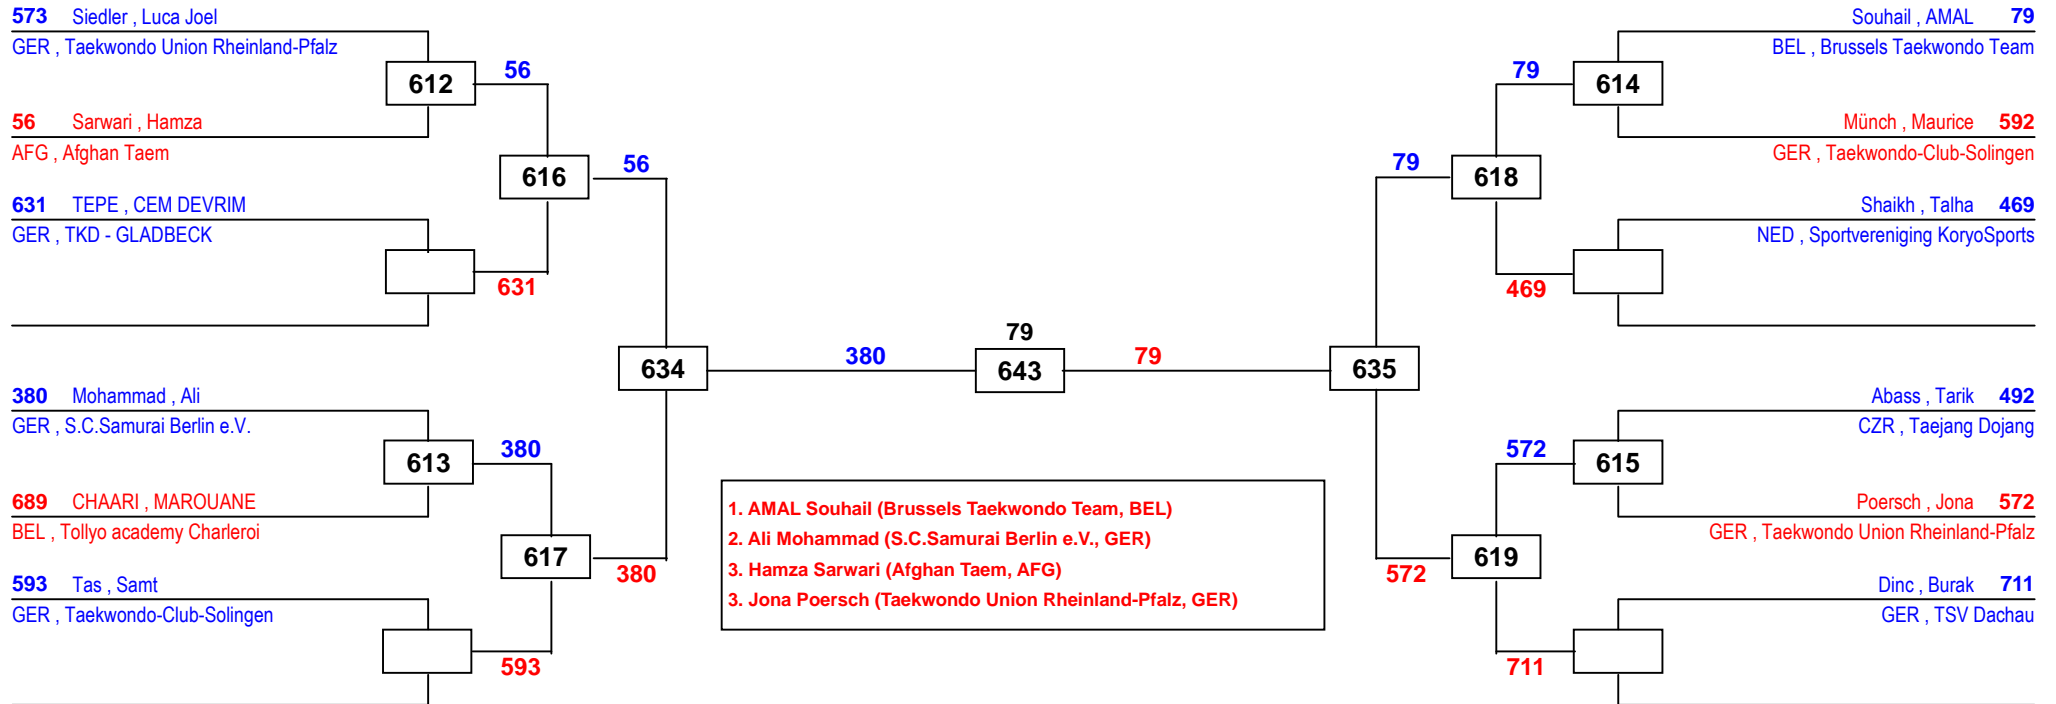 573 Siedler , Luca Joel
GER , Taekwondo Union Rheinland-Pfalz
612
56
56 Sarwari , Hamza
AFG , Afghan Taem
616
56
631 TEPE , CEM DEVRIM
GER , TKD - GLADBECK
631
634
380
380 Mohammad , Ali
GER , S.C.Samurai Berlin e.V.
613
380
689 CHAARI , MAROUANE
BEL , Tollyo academy Charleroi
617
380
593 Tas , Samt
GER , Taekwondo-Club-Solingen
593
79
643
79
1. AMAL Souhail (Brussels Taekwondo Team, BEL)
2. Ali Mohammad (S.C.Samurai Berlin e.V., GER)
3. Hamza Sarwari (Afghan Taem, AFG)
3. Jona Poersch (Taekwondo Union Rheinland-Pfalz, GER)
Souhail , AMAL 79
BEL , Brussels Taekwondo Team
79
614
Münch , Maurice 592
GER , Taekwondo-Club-Solingen
79
618
Shaikh , Talha 469
NED , Sportvereniging KoryoSports
469
635
Abass , Tarik 492
CZR , Taejang Dojang
572
615
Poersch , Jona 572
GER , Taekwondo Union Rheinland-Pfalz
619
572
Dinc , Burak 711
GER , TSV Dachau
711